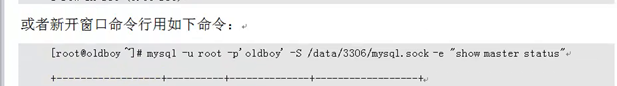 或者新开窗口命令行用如下命令：
[root@oldboy ~]# mysql -u root -p'oldboy' -S /data/3306/mysql.sock -e "show master status"
+------------------+----------+--------------+------------------+